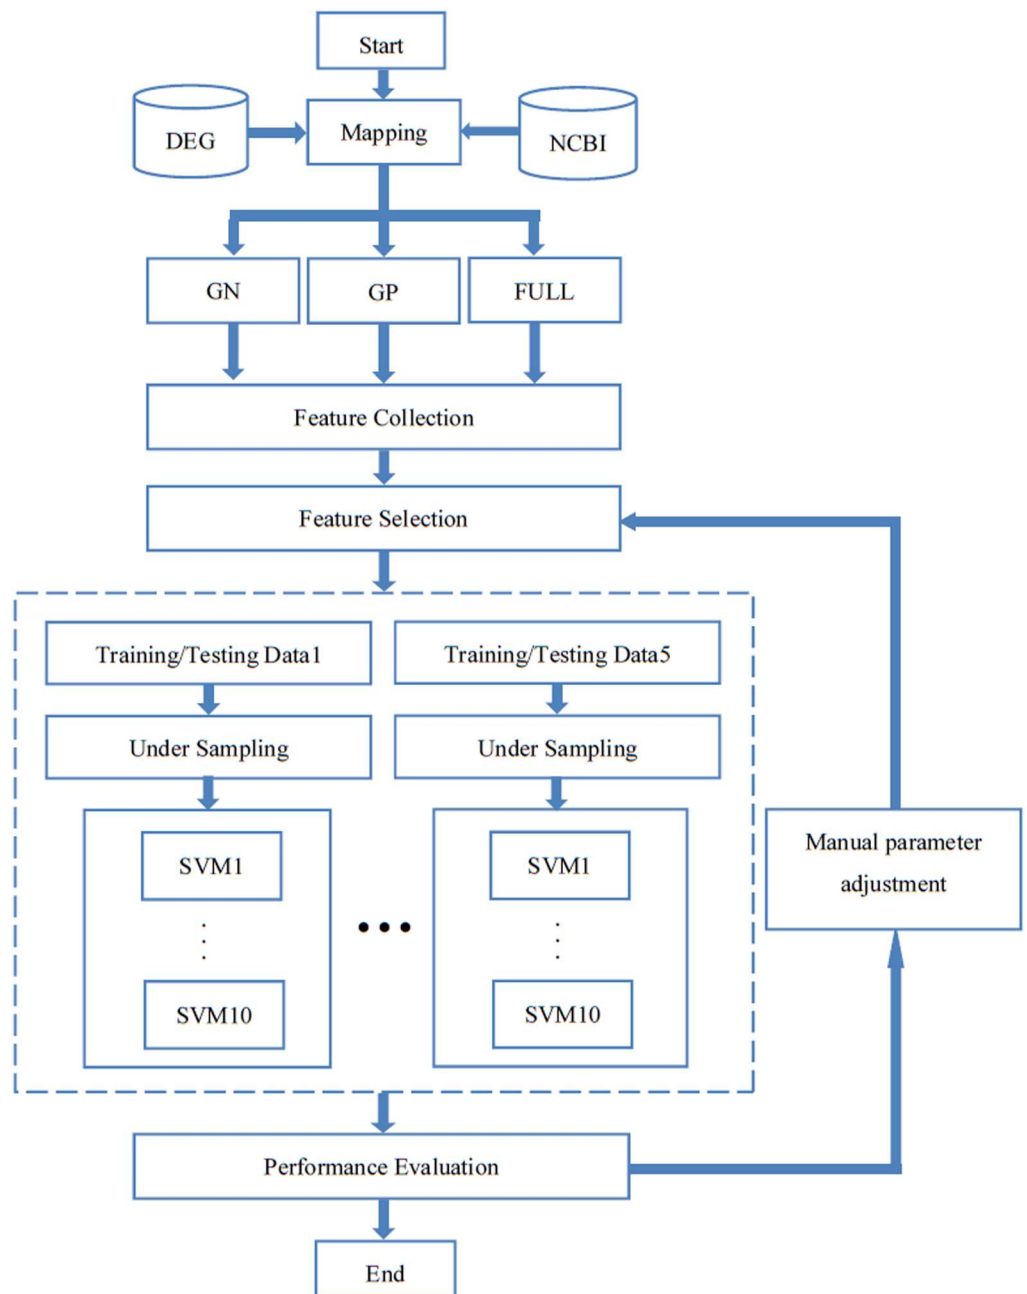 Start
DEG
Mapping
NCBI
GN
GP
FULL
Feature Collection
Feature Selection
Training/Testing Data1
Training/Testing Data5
Under Sampling
Under Sampling
SVM1
SVM1
Manual parameter
adjustment
SVM10
SVM10
Performance Evaluation
End